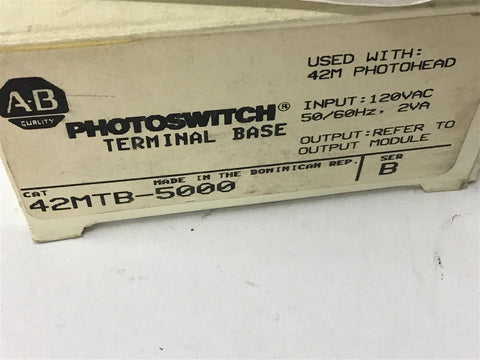 A-B
QUALITY
PHOTOSWITCH®
TERMINAL BASE
USED WITH:
42M PHOTOHEAD
INPUT:120VAC
50/60Hz, 2VA
OUTPUT:REFER TO
OUTPUT MODULE
MADE IN THE DOMINICAN REP.
CAT
42MTB-5000
SER
B